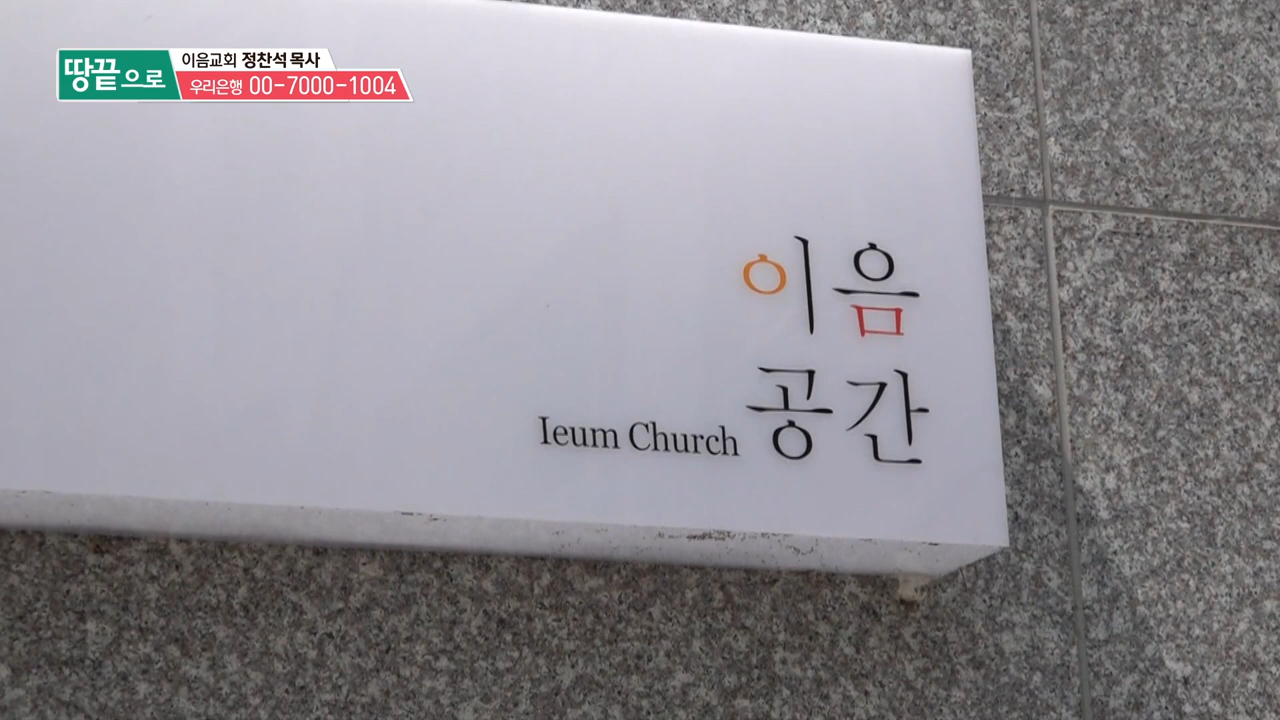 땅끝으로
이음교회 정찬석 목사
우리은행 00-7000-1004
이음
Ieum Church 공간